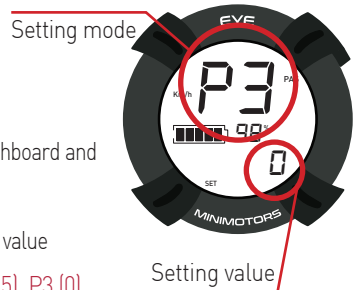 Setting mode
EYE
P3
PA
Km/h
98
hboard and
0
SET
MINIMOTORS
value
Setting value
5), P3 (0)